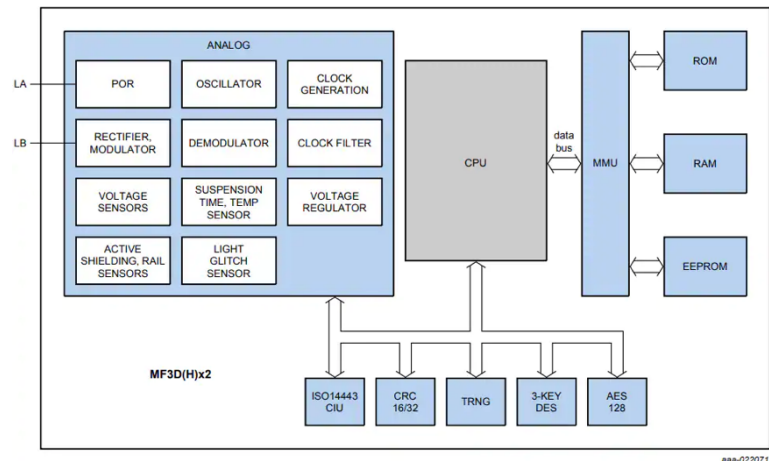 ANALOG
LA
POR
OSCILLATOR
CLOCK
GENERATION
LB
RECTIFIER,
MODULATOR
DEMODULATOR
CLOCK FILTER
VOLTAGE
SENSORS
SUSPENSION
TIME, TEMP
SENSOR
VOLTAGE
REGULATOR
ACTIVE
SHIELDING, RAIL
SENSORS
LIGHT
GLITCH
SENSOR
CPU
data
bus
MMU
ROM
RAM
EEPROM
MF3D(H)x2
ISO14443
CIU
CRC
16/32
TRNG
3-KEY
DES
AES
128
aaa-022071